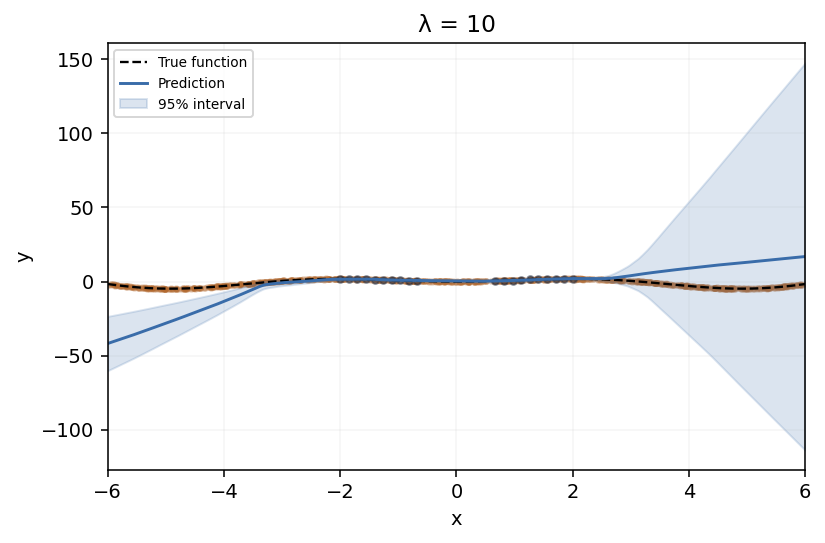 λ = 10
True function
Prediction
95% interval
150
100
50
0
−50
−100
y
−6
−4
−2
0
2
4
6
x